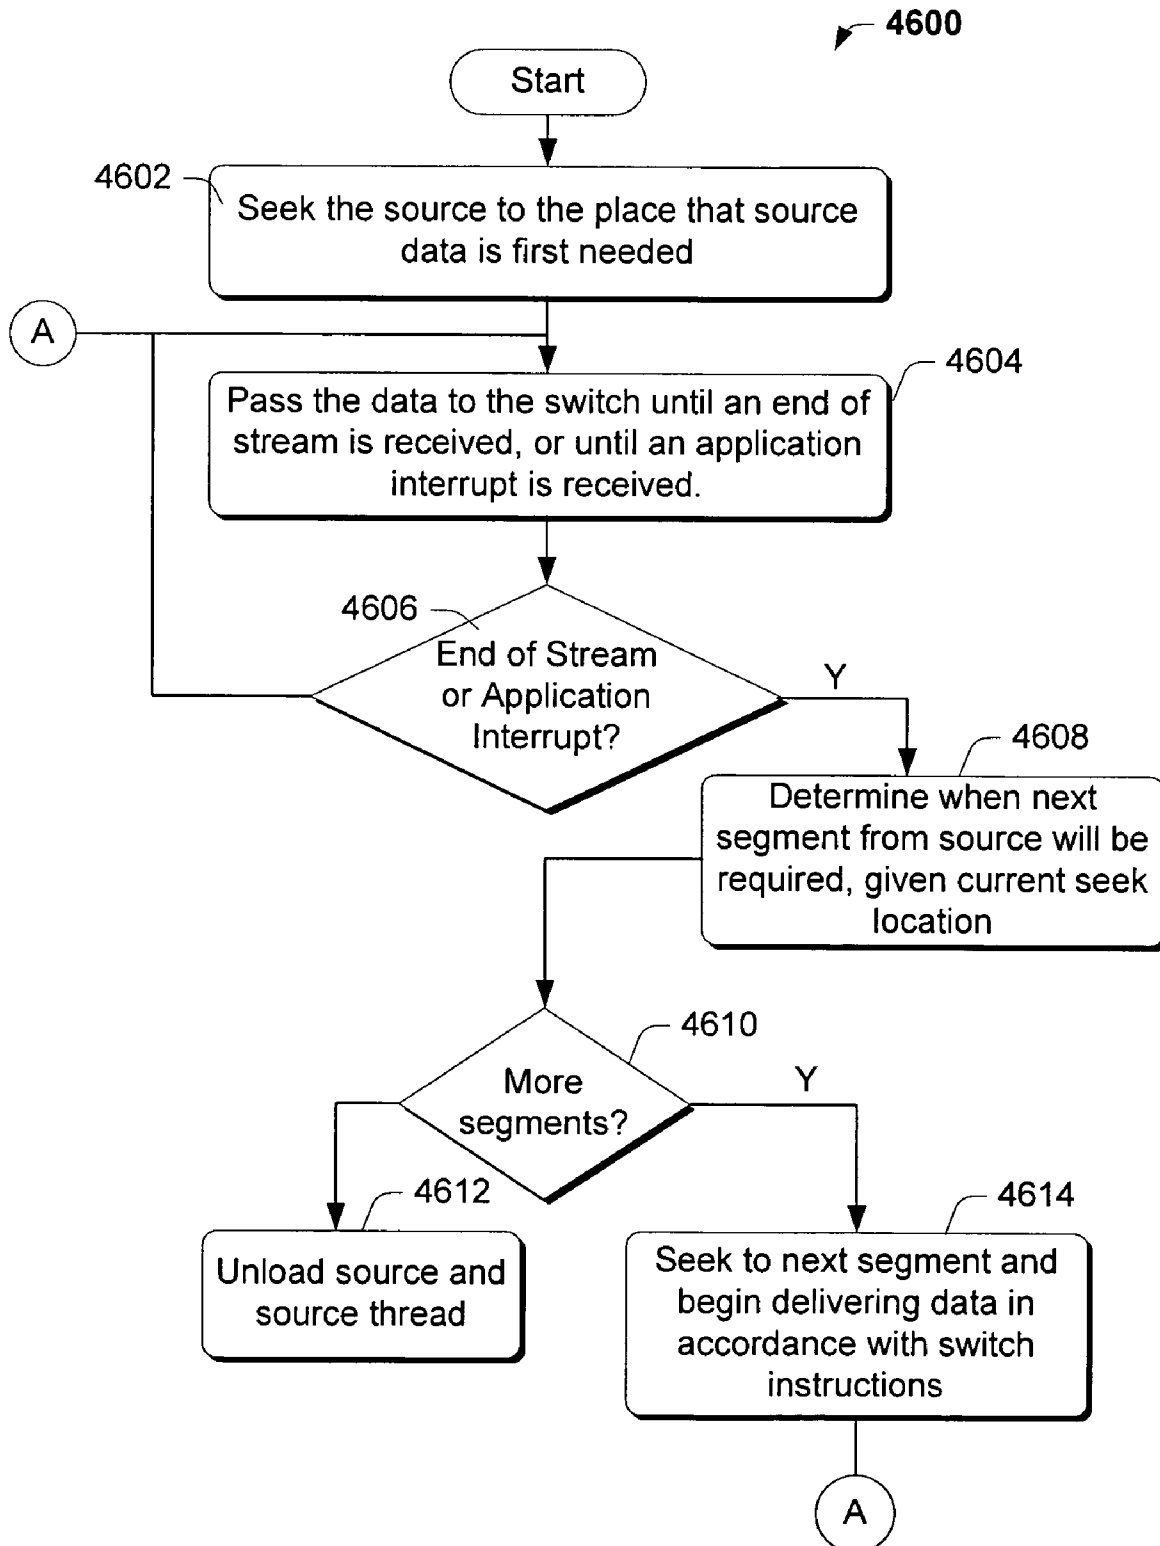 4600
Start
4602
Seek the source to the place that source
data is first needed
A
4604
Pass the data to the switch until an end of
stream is received, or until an application
interrupt is received.
4606
End of Stream
or Application
Interrupt?
Y
4608
Determine when next
segment from source will be
required, given current seek
location
4610
More
segments?
Y
4612
Unload source and
source thread
4614
Seek to next segment and
begin delivering data in
accordance with switch
instructions
A